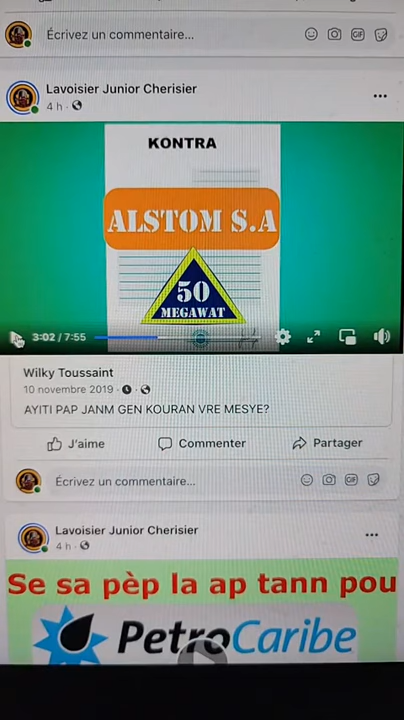 Écrivez un commentaire...
GIF
Lavoisier Junior Cherisier
4 h
KONTRA
ALSTOM S.A
50
MEGAWAT
3:02 / 7:55
Wilky Toussaint
10 novembre 2019
AYITI PAP JANM GEN KOURAN VRE MESYE?
J'aime
Commenter
Partager
Écrivez un commentaire...
GIF
Lavoisier Junior Cherisier
4 h
Se sa pèp la ap tann pou
PetroCaribe